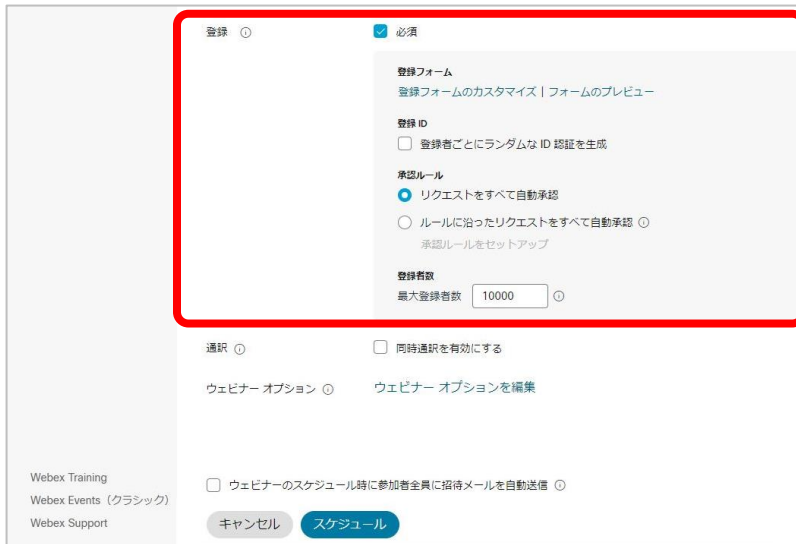 登録
必須
登録フォーム
登録フォームのカスタマイズ | フォームのプレビュー
登録 ID
登録者ごとにランダムな ID 認証を生成
承認ルール
リクエストをすべて自動承認
ルールに沿ったリクエストをすべて自動承認
承認ルールをセットアップ
登録者数
最大登録者数 10000
通訳 同時通訳を有効にする
ウェビナー オプション ウェビナー オプションを編集
Webex Training
Webex Events（クラシック）
Webex Support
ウェビナーのスケジュール時に参加者全員に招待メールを自動送信
キャンセル スケジュール